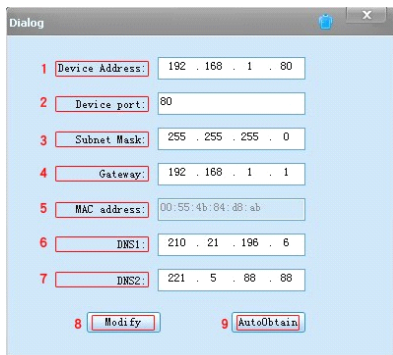 Dialog
1 Device Address: 192 . 168 . 1 . 80
2 Device port: 80
3 Subnet Mask: 255 . 255 . 255 . 0
4 Gateway: 192 . 168 . 1 . 1
5 MAC address: 00:55:4b:84:d8:ab
6 DNS1: 210 . 21 . 196 . 6
7 DNS2: 221 . 5 . 88 . 88
8 Modify 9 AutoObtain